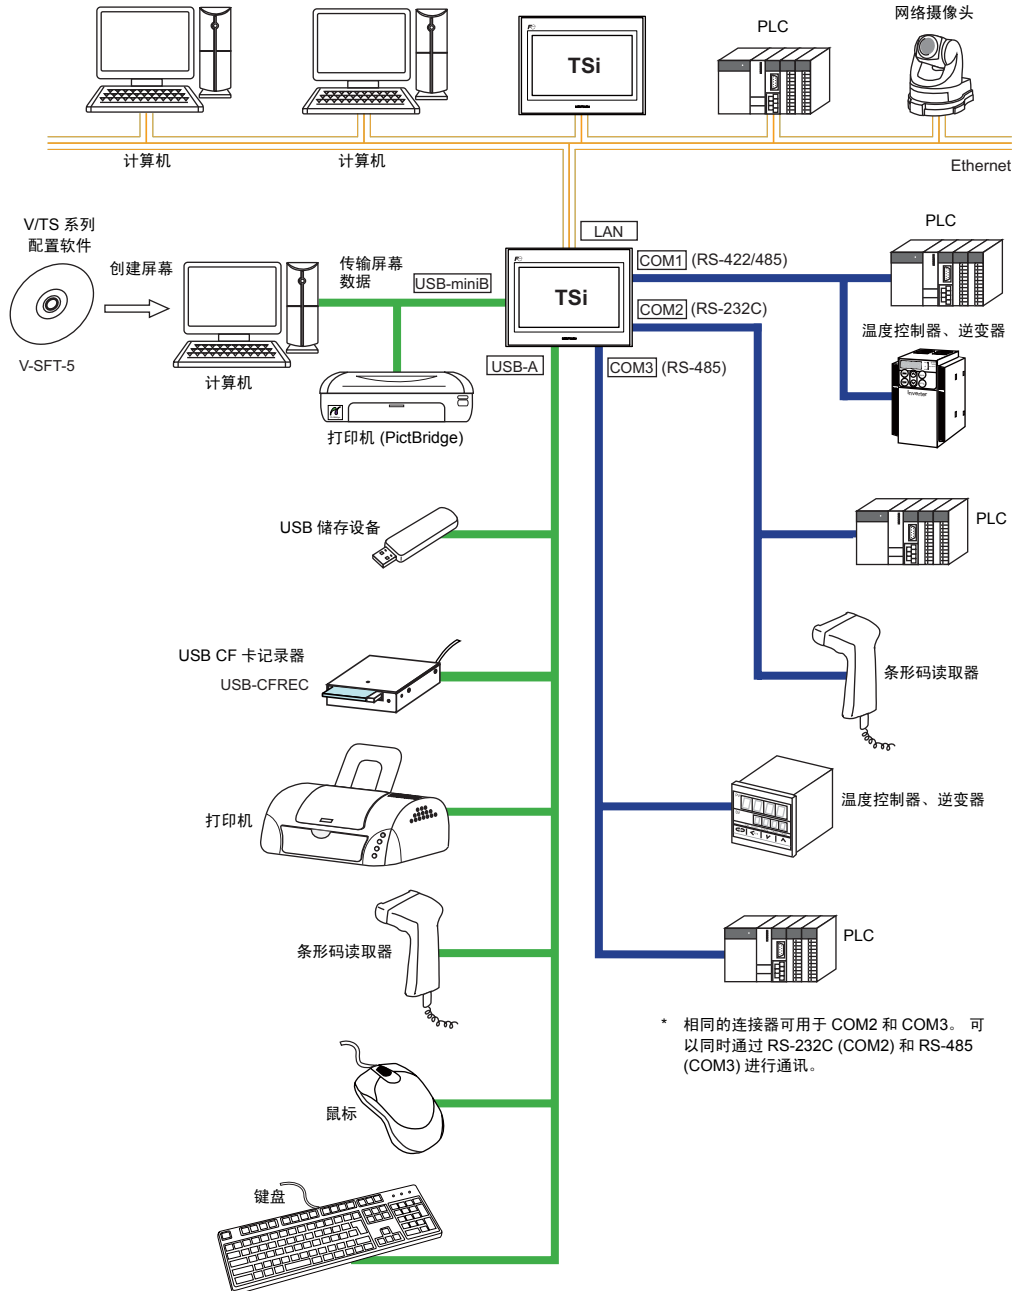 网络摄像头
PLC
TSi
计算机
计算机
Ethernet
LAN
V/TS 系列
配置软件
创建屏幕
传输屏幕
数据
USB-miniB
TSi
COM1 (RS-422/485)
COM2 (RS-232C)
PLC
温度控制器、逆变器
V-SFT-5
计算机
USB-A
COM3 (RS-485)
Inverter
打印机 (PictBridge)
USB 储存设备
PLC
USB CF 卡记录器
USB-CFREC
条形码读取器
打印机
温度控制器、逆变器
条形码读取器
PLC
* 相同的连接器可用于 COM2 和 COM3。 可
以同时通过 RS-232C (COM2) 和 RS-485
(COM3) 进行通讯。
鼠标
键盘